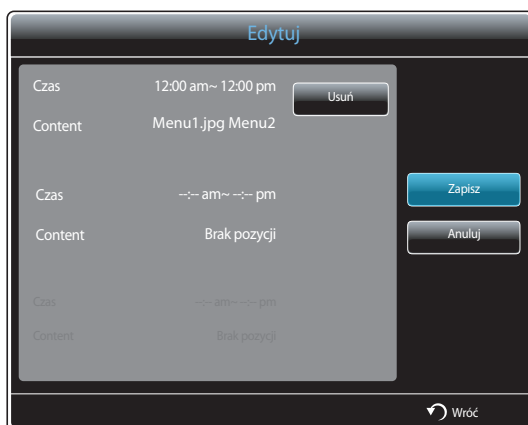 Edytuj
Czas 12:00 am~ 12:00 pm Usuń
Content Menu1.jpg Menu2
Czas --:-- am~ --:-- pm Zapisz
Content Brak pozycji Anuluj
Czas --:-- am~ --:-- pm
Content Brak pozycji
Wróć